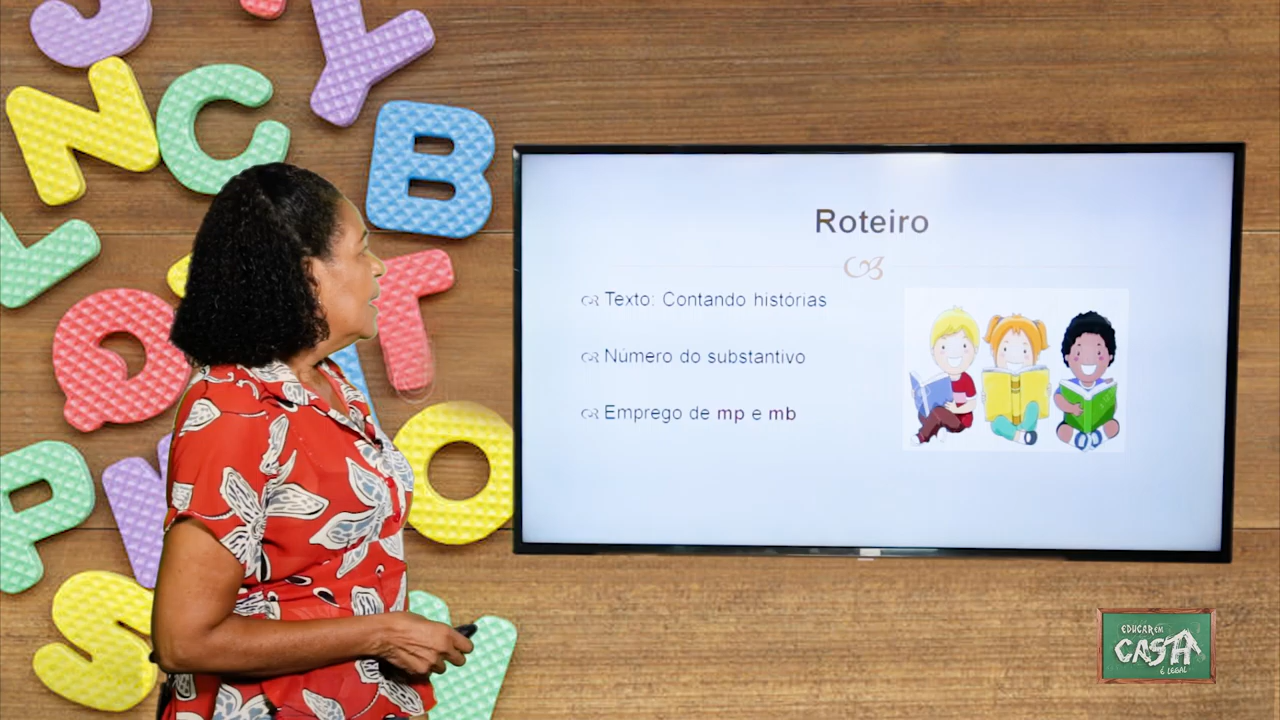 Roteiro
Texto: Contando histórias
Número do substantivo
Emprego de mp e mb
EDUCAR EM
CASA
É LEGAL
J
Y
N
C
B
L
T
O
P
S